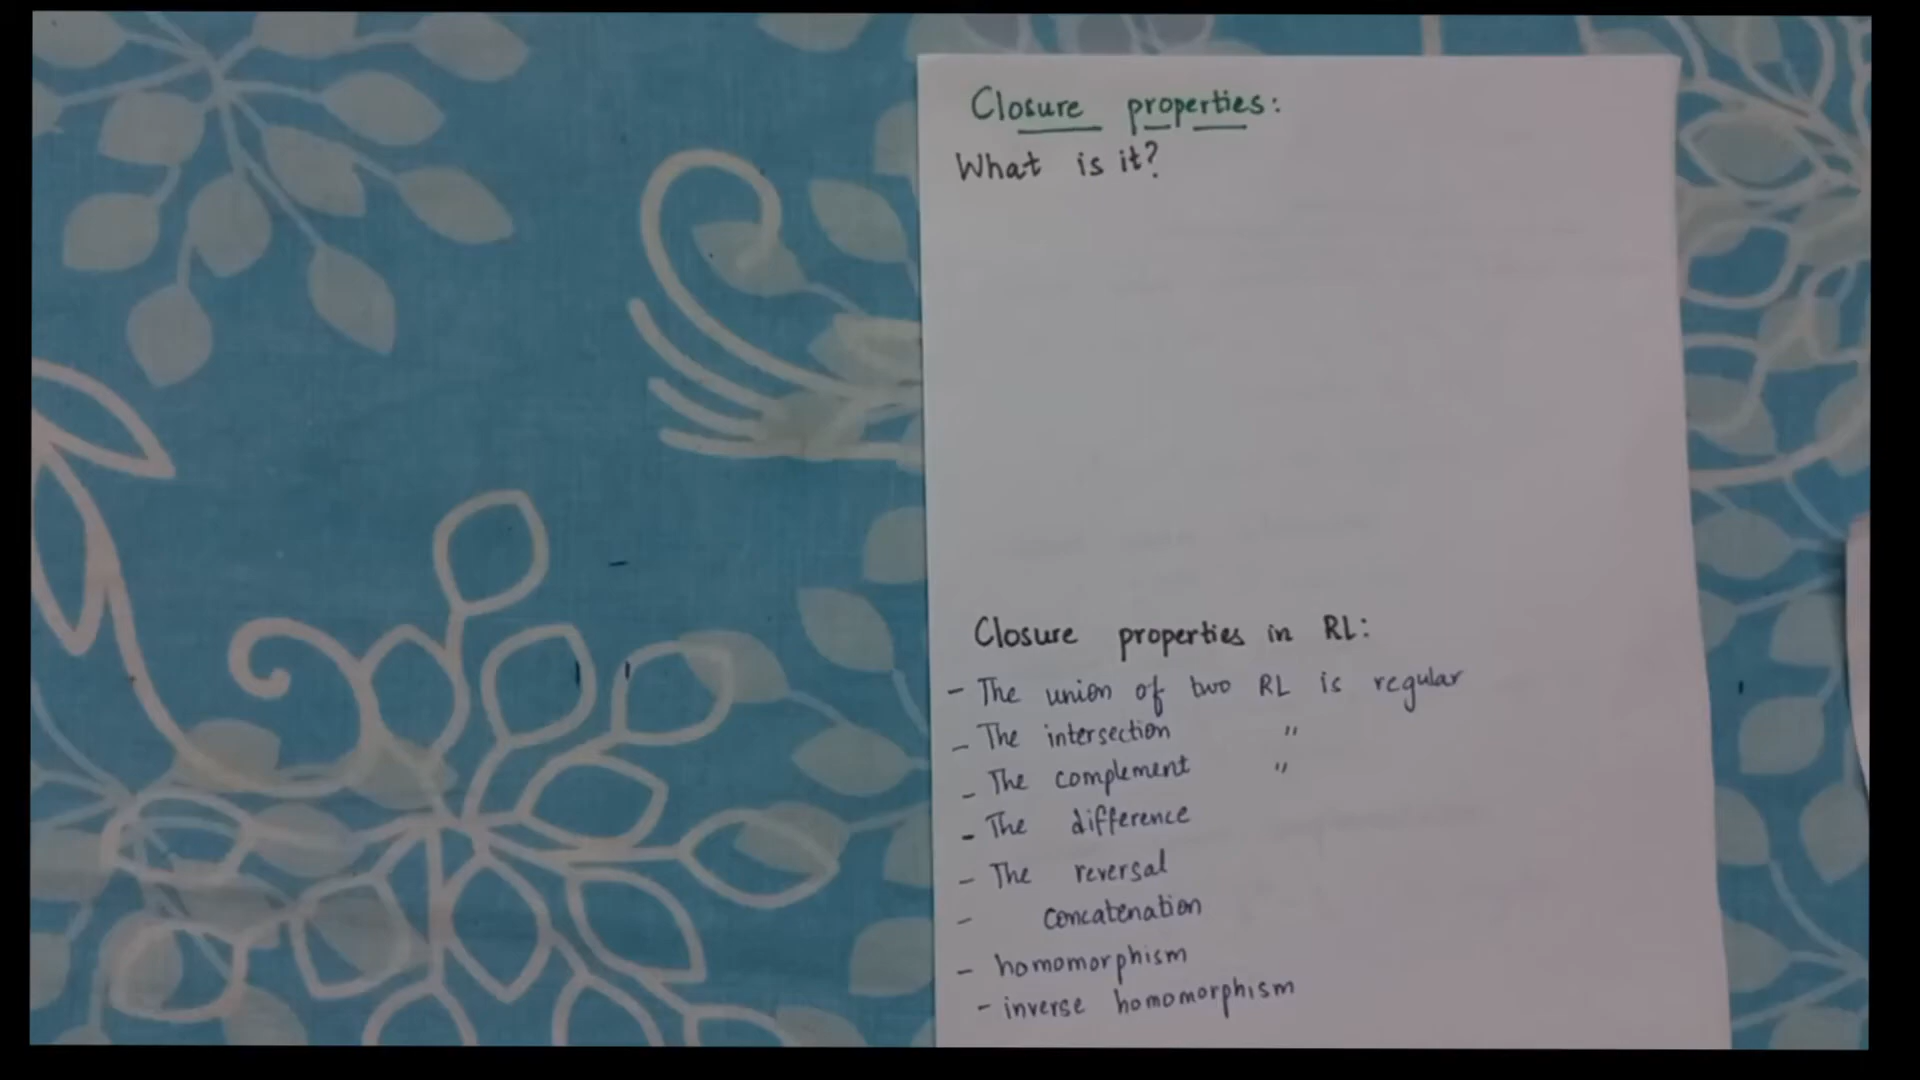 Closure properties:
What is it?
Closure properties in RL:
- The union of two RL is regular
- The intersection "
- The complement "
- The difference
- The reversal
- Concatenation
- homomorphism
- inverse homomorphism